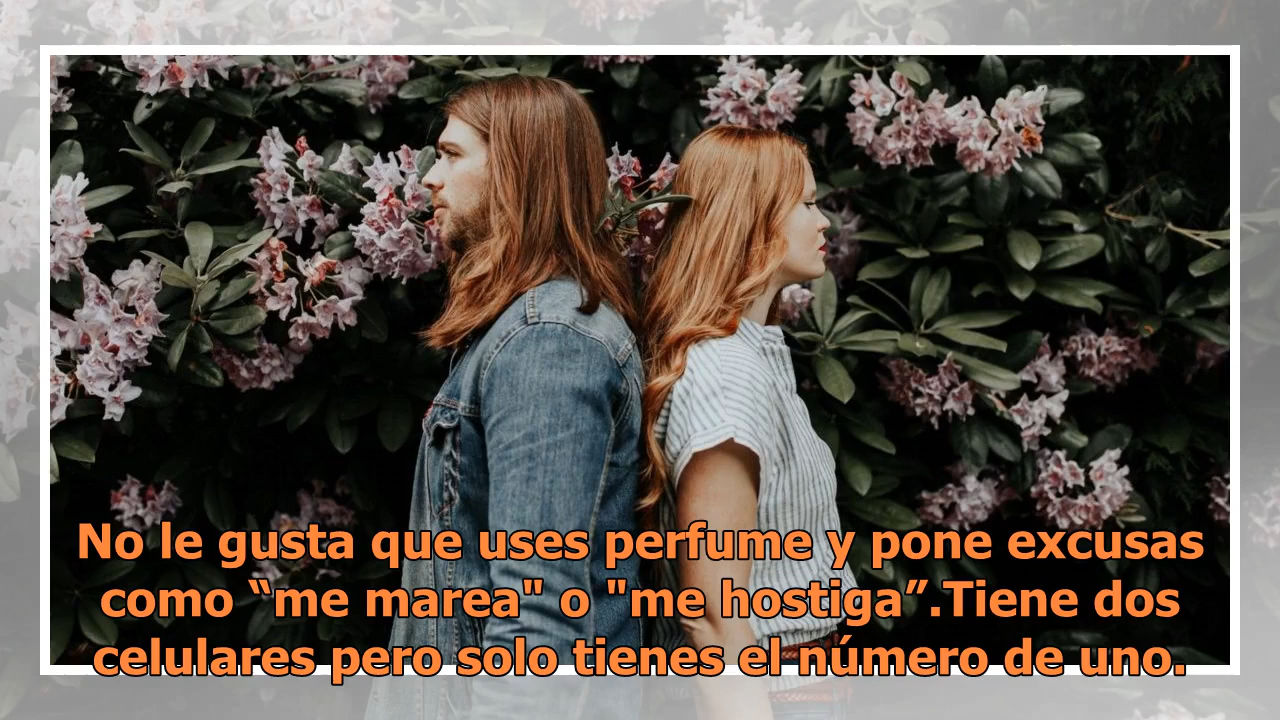 No le gusta que uses perfume y pone excusas
como “me marea" o "me hostiga”.Tiene dos
celulares pero solo tienes el número de uno.